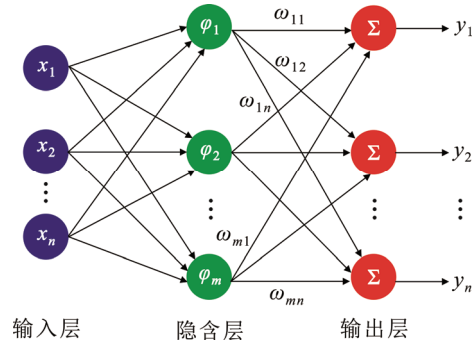 φ1 ω11 Σ y1
x1 ω12
ω1n
x2 φ2 Σ y2
⋮ ⋮ ⋮ ⋮
xn ωm1
φm Σ yn
ωmn
输入层 隐含层 输出层